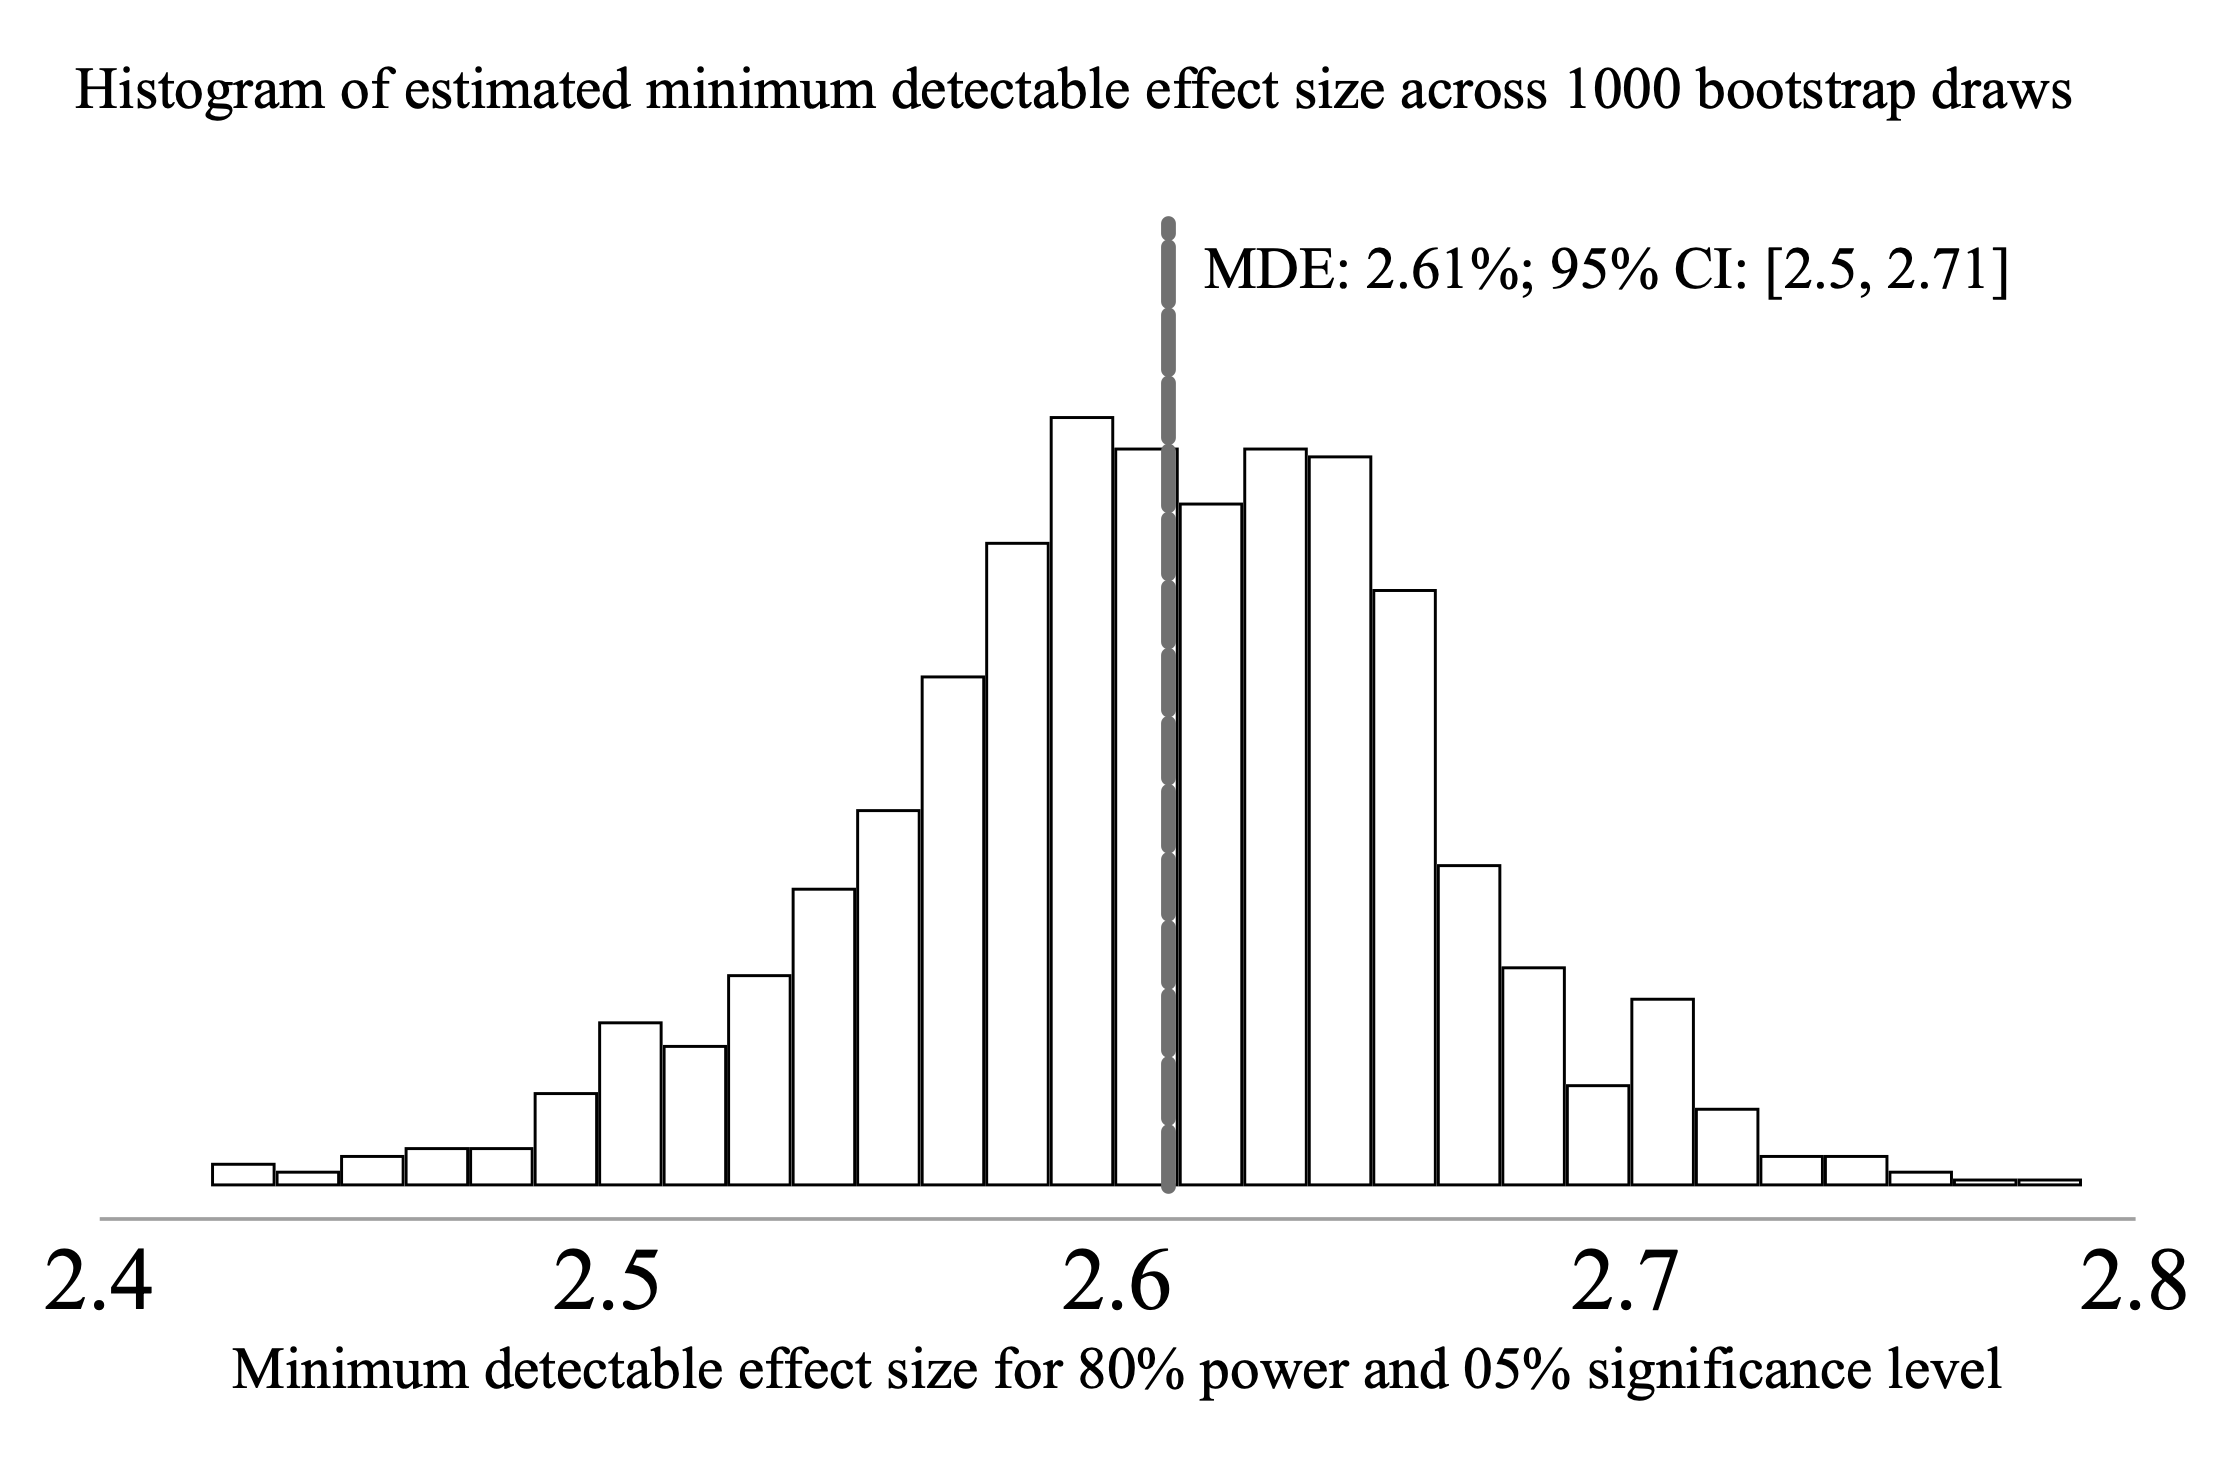 Histogram of estimated minimum detectable effect size across 1000 bootstrap draws
MDE: 2.61%; 95% CI: [2.5, 2.71]
2.4 2.5 2.6 2.7 2.8
Minimum detectable effect size for 80% power and 05% significance level